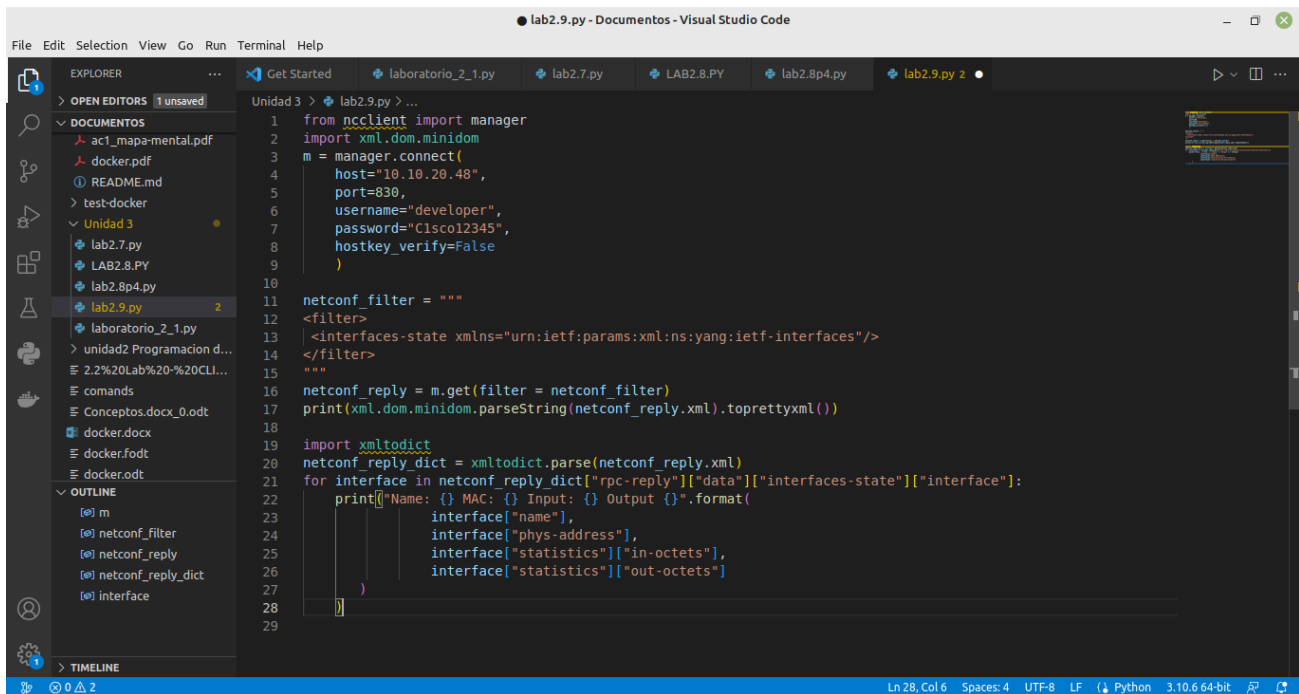 lab2.9.py - Documentos - Visual Studio Code
File Edit Selection View Go Run Terminal Help
EXPLORER
Get Started laboratorio_2_1.py lab2.7.py LAB2.8.PY lab2.8p4.py lab2.9.py 2
OPEN EDITORS 1 unsaved
DOCUMENTOS
ac1_mapa-mental.pdf
docker.pdf
README.md
test-docker
Unidad 3
lab2.7.py
LAB2.8.PY
lab2.8p4.py
lab2.9.py 2
laboratorio_2_1.py
unidad2 Programacion d...
2.2%20Lab%20-%20CLI...
comands
Conceptos.docx_0.odt
docker.docx
docker.fodt
docker.odt
OUTLINE
m
netconf_filter
netconf_reply
netconf_reply_dict
interface
TIMELINE
Unidad 3 > lab2.9.py > ...
1 from ncclient import manager
2 import xml.dom.minidom
3 m = manager.connect(
4 host="10.10.20.48",
5 port=830,
6 username="developer",
7 password="C1sco12345",
8 hostkey_verify=False
9 )
10
11 netconf_filter = """
12 <filter>
13 <interfaces-state xmlns="urn:ietf:params:xml:ns:yang:ietf-interfaces"/>
14 </filter>
15 """
16 netconf_reply = m.get(filter = netconf_filter)
17 print(xml.dom.minidom.parseString(netconf_reply.xml).toprettyxml())
18
19 import xmltodict
20 netconf_reply_dict = xmltodict.parse(netconf_reply.xml)
21 for interface in netconf_reply_dict["rpc-reply"]["data"]["interfaces-state"]["interface"]:
22 print("Name: {} MAC: {} Input: {} Output {}".format(
23 interface["name"],
24 interface["phys-address"],
25 interface["statistics"]["in-octets"],
26 interface["statistics"]["out-octets"]
27 )
28 )
29
1
1
0 2 Ln 28, Col 6 Spaces: 4 UTF-8 LF Python 3.10.6 64-bit